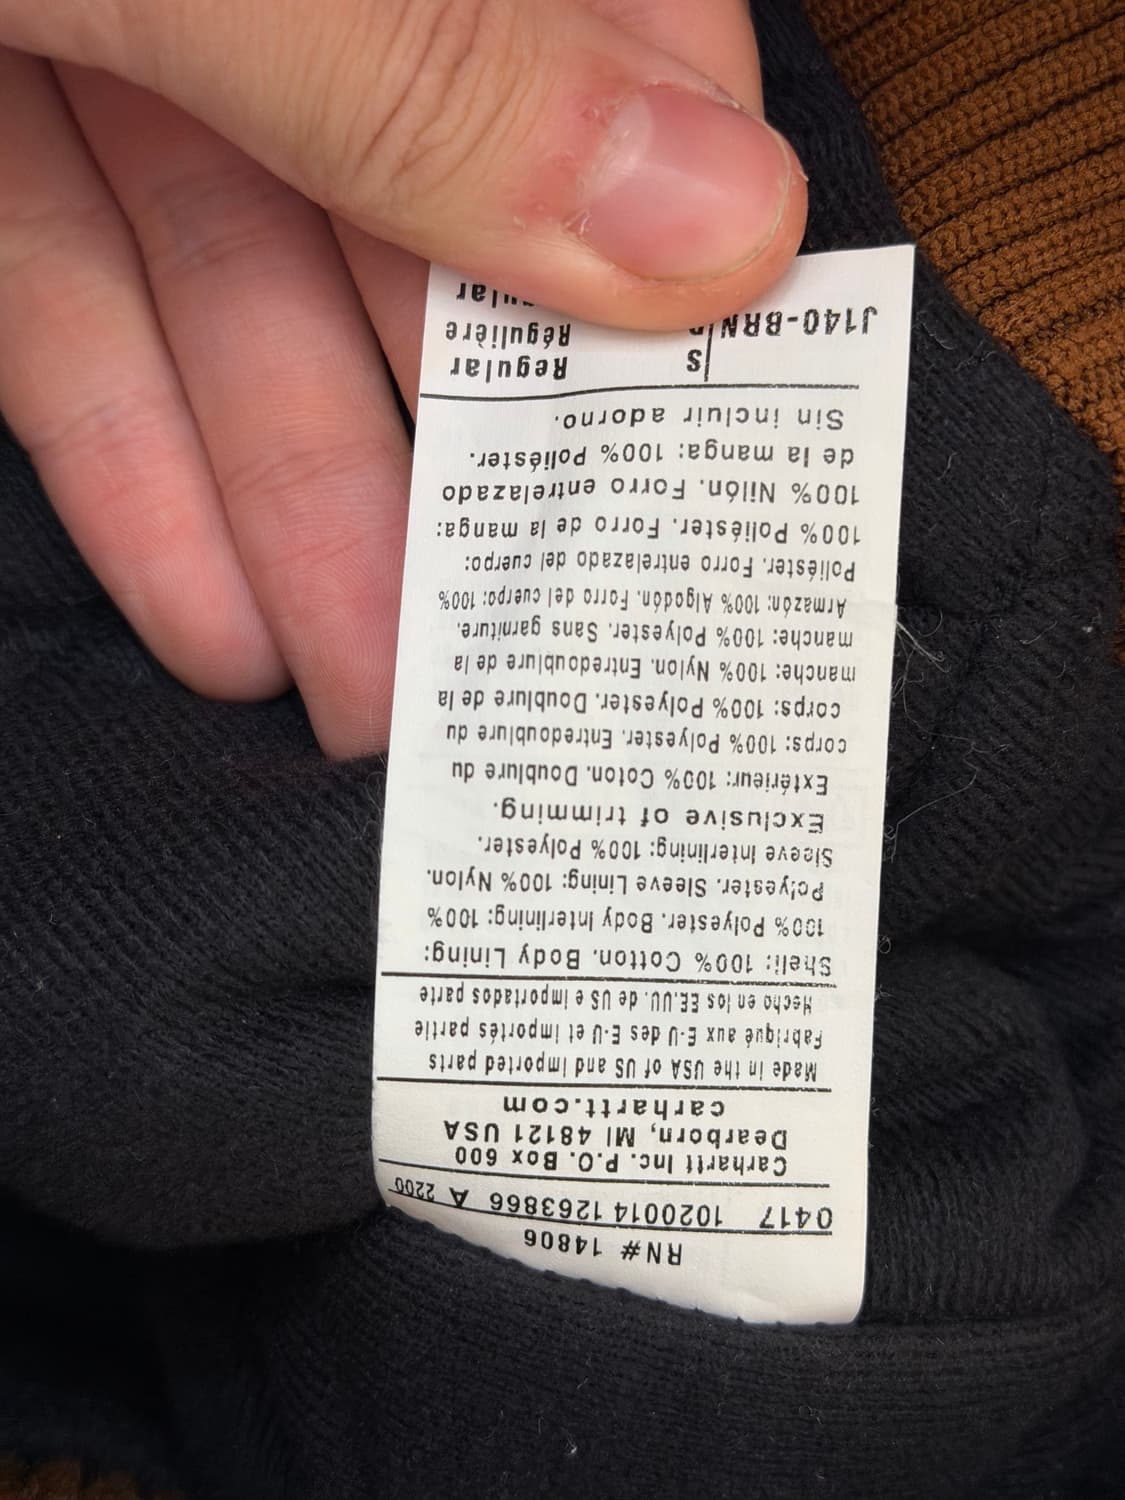 RN# 14806
0417 1020014 1263866 A 2200
Carhartt Inc. P.O. Box 600
Dearborn, MI 48121 USA
carhartt.com
Made in the USA of US and imported parts
Fabriqué aux E-U des E-U et importés partie
Hecho en los EE.UU. de US e importados parte
Shell: 100% Cotton. Body Lining:
100% Polyester. Body Interlining: 100%
Polyester. Sleeve Lining: 100% Nylon.
Sleeve Interlining: 100% Polyester.
Exclusive of trimming.
Extérieur: 100% Coton. Doublure du
corps: 100% Polyester. Entredoublure du
corps: 100% Polyester. Doublure de la
manche: 100% Nylon. Entredoublure de la
manche: 100% Polyester. Sans garniture.
Armazón: 100% Algodón. Forro del cuerpo: 100%
Poliéster. Forro entrelazado del cuerpo:
100% Poliéster. Forro de la manga:
100% Nilón. Forro entrelazado
de la manga: 100% Poliéster.
Sin incluir adorno.
S Regular
J140-BRN Régulière